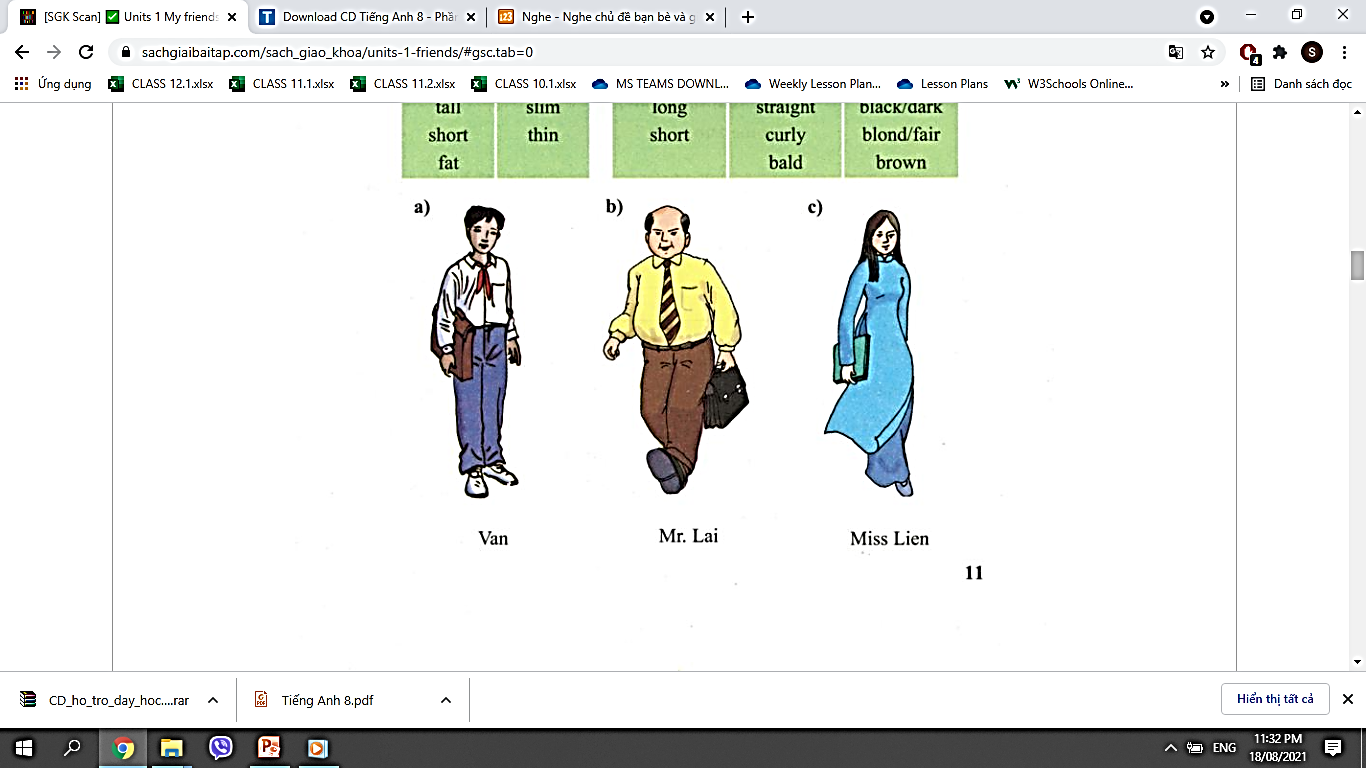 [SGK Scan] ✅ Units 1 My friend
Download CD Tiếng Anh 8 - Phầ
Nghe - Nghe chủ đề bạn bè và g
sachgiaibaitap.com/sach_giao_khoa/units-1-friends/#gsc.tab=0
4
S
Ứng dụng
CLASS 12.1.xlsx
CLASS 11.1.xlsx
CLASS 11.2.xlsx
CLASS 10.1.xlsx
MS TEAMS DOWNL...
Weekly Lesson Plan...
Lesson Plans
W3Schools Online...
»
Danh sách đọc
tall slim long straight black/dark
short thin short curly blond/fair
fat bald brown
a) b) c)
Van Mr. Lai Miss Lien
11
CD_ho_tro_day_hoc....rar
Tiếng Anh 8.pdf
Hiển thị tất cả
ENG
11:32 PM
18/08/2021